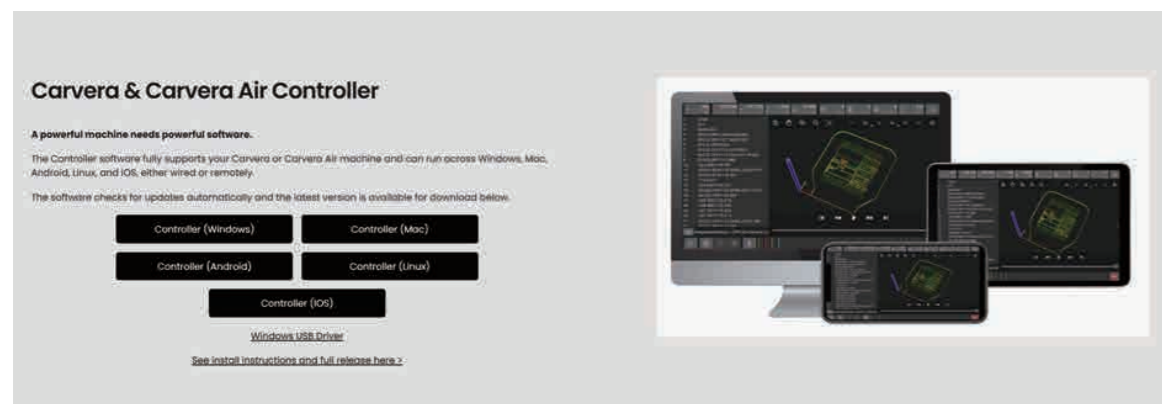 Carvera & Carvera Air Controller
A powerful machine needs powerful software.
The Controller software fully supports your Carvera or Carvera Air machine and can run across Windows, Mac,
Android, Linux, and iOS, either wired or remotely.
The software checks for updates automatically and the latest version is available for download below.
Controller (Windows)
Controller (Mac)
Controller (Android)
Controller (Linux)
Controller (iOS)
Windows USB Driver
See install instructions and full release here >